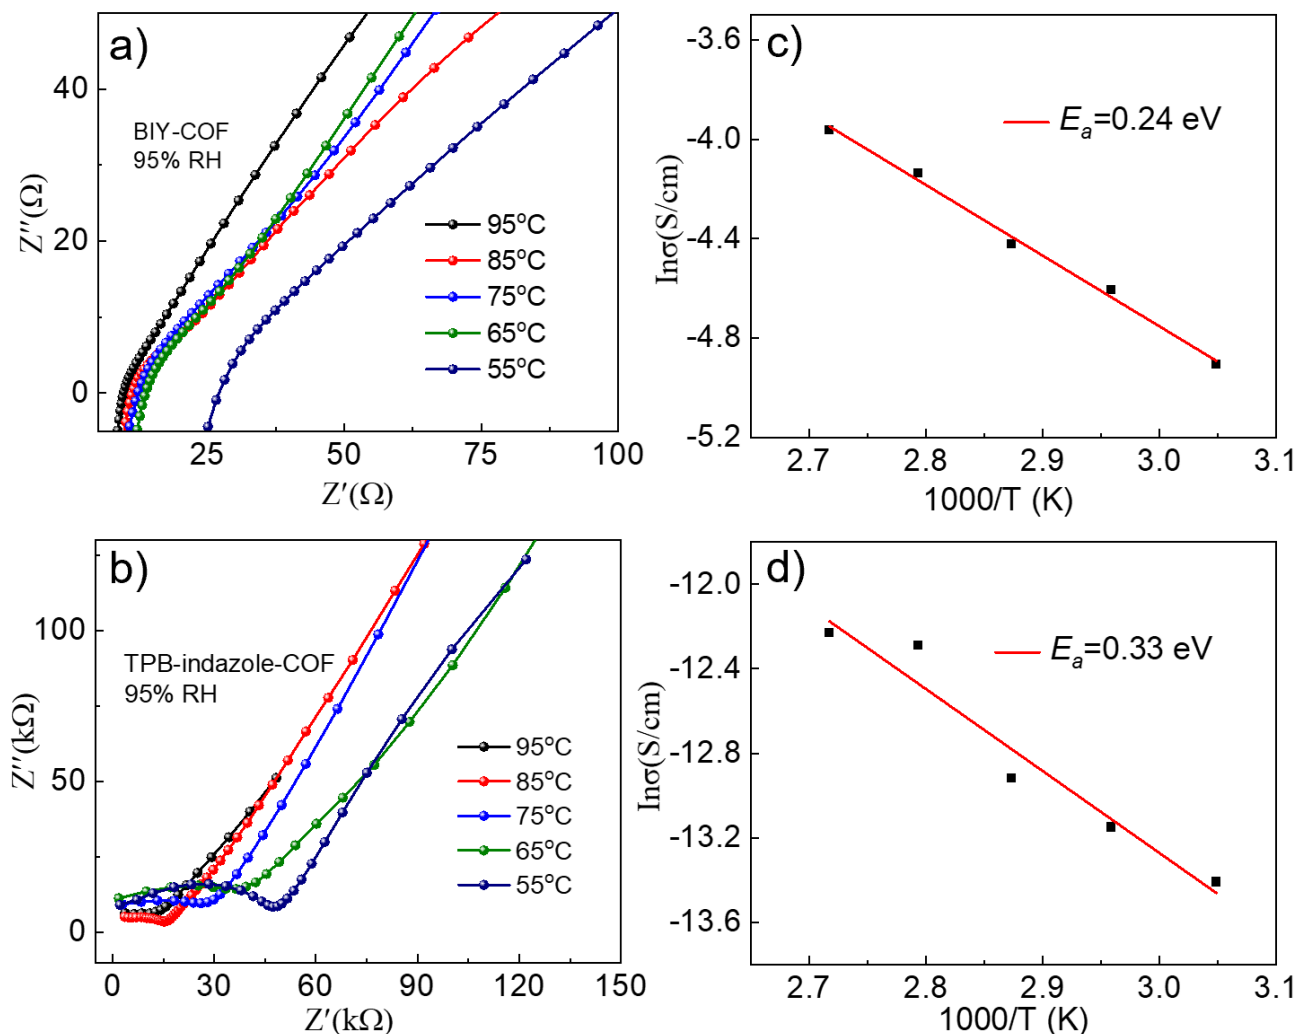 a)
BIY-COF
95% RH
95°C
85°C
75°C
65°C
55°C
40
20
0
Z''(Ω)
25
50
75
100
Z'(Ω)
c)
Eₐ=0.24 eV
-3.6
-4.0
-4.4
-4.8
-5.2
lnσ(S/cm)
2.7
2.8
2.9
3.0
3.1
1000/T (K)
b)
TPB-indazole-COF
95% RH
95°C
85°C
75°C
65°C
55°C
100
50
0
Z''(kΩ)
0
30
60
90
120
150
Z'(kΩ)
d)
Eₐ=0.33 eV
-12.0
-12.4
-12.8
-13.2
-13.6
lnσ(S/cm)
2.7
2.8
2.9
3.0
3.1
1000/T (K)